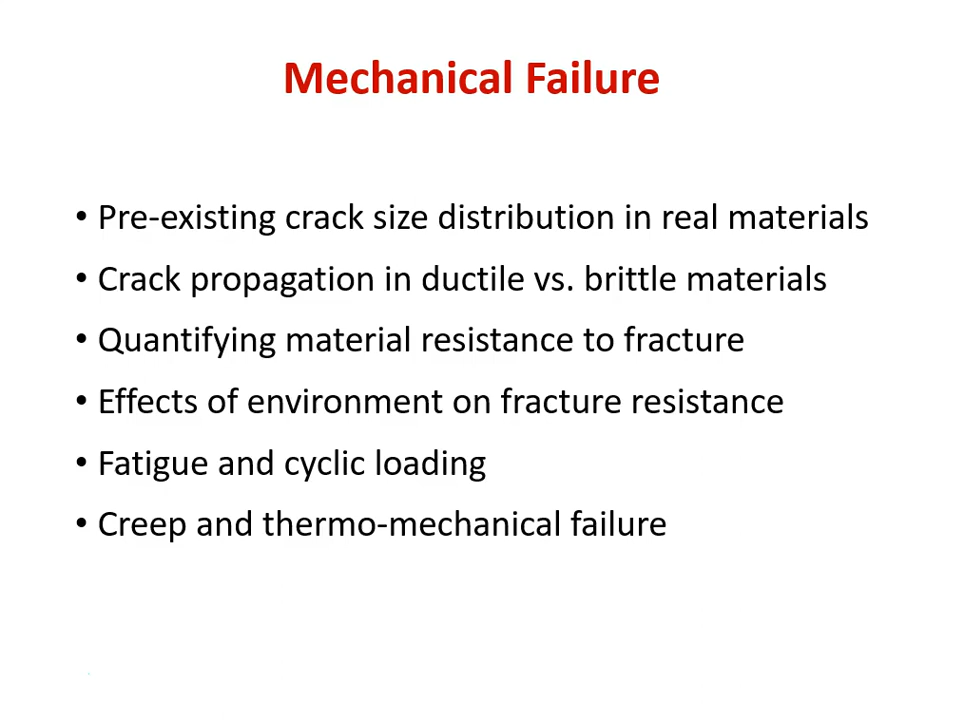 Mechanical Failure
• Pre-existing crack size distribution in real materials
• Crack propagation in ductile vs. brittle materials
• Quantifying material resistance to fracture
• Effects of environment on fracture resistance
• Fatigue and cyclic loading
• Creep and thermo-mechanical failure